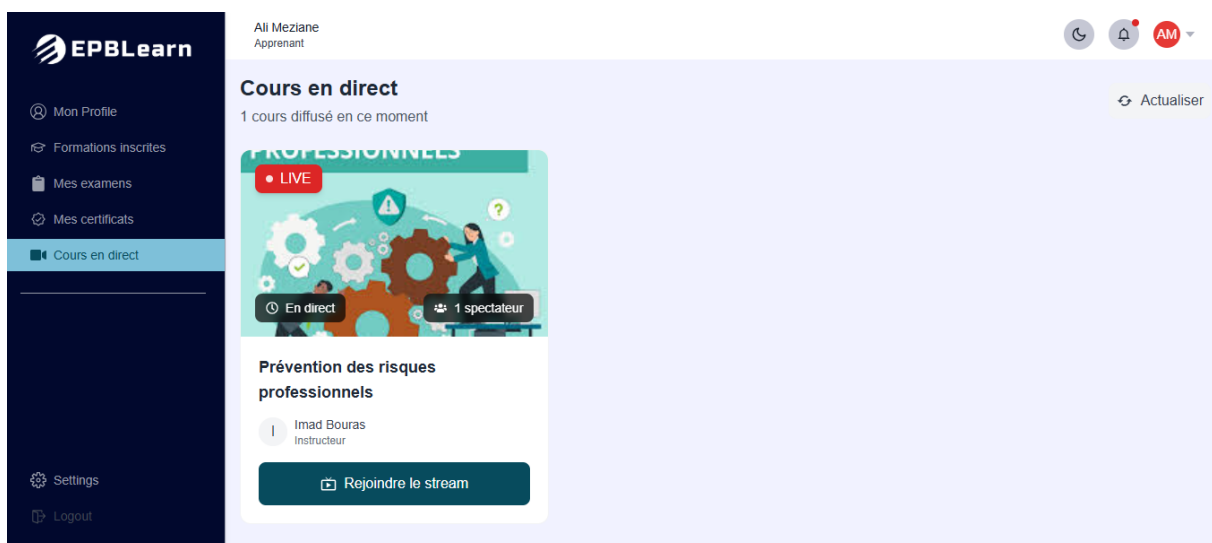 EPBLearn
Mon Profile
Formations inscrites
Mes examens
Mes certificats
Cours en direct
Settings
Logout
Ali Meziane
Apprenant
AM
Cours en direct
1 cours diffusé en ce moment
Actualiser
PROFESSIONNELS
LIVE
?
En direct
1 spectateur
Prévention des risques
professionnels
I
Imad Bouras
Instructeur
Rejoindre le stream